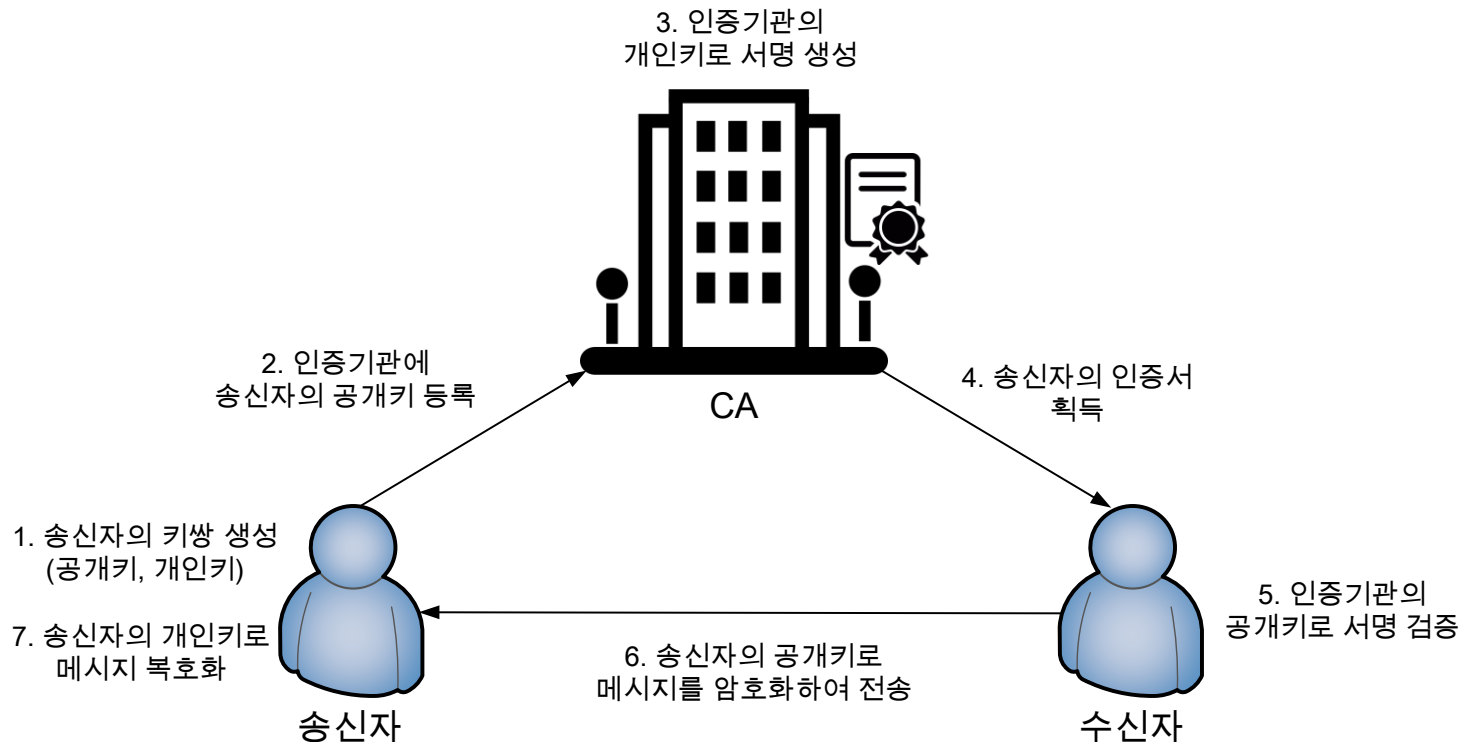 3. 인증기관의
개인키로 서명 생성
2. 인증기관에
송신자의 공개키 등록
CA
4. 송신자의 인증서
획득
1. 송신자의 키쌍 생성
(공개키, 개인키)
7. 송신자의 개인키로
메시지 복호화
5. 인증기관의
공개키로 서명 검증
6. 송신자의 공개키로
메시지를 암호화하여 전송
송신자
수신자